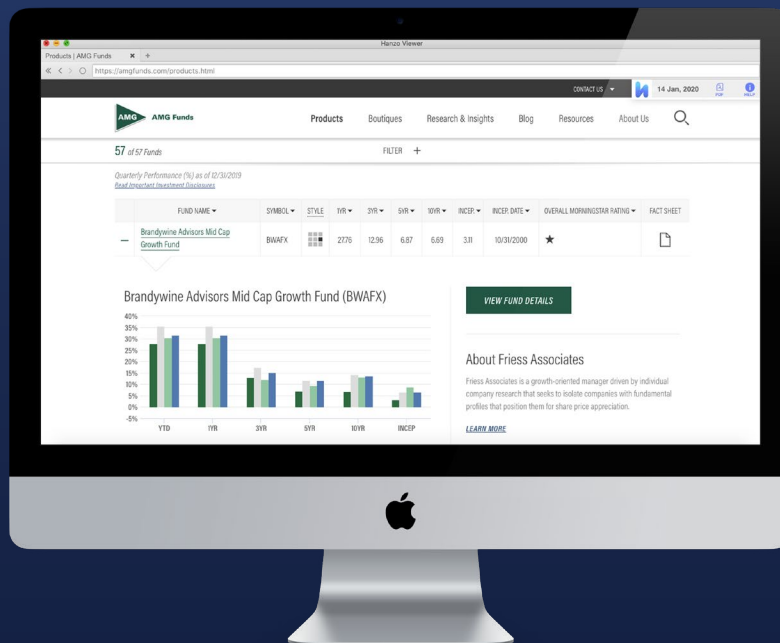 Hanzo Viewer
Products | AMG Funds × +
https://amgfunds.com/products.html
CONTACT US 14 Jan, 2020 PDF HELP
AMG AMG Funds Products Boutiques Research & Insights Blog Resources About Us
57 of 57 Funds FILTER +
Quarterly Performance (%) as of 12/31/2019
Read Important Investment Disclosures
FUND NAME SYMBOL STYLE 1YR 3YR 5YR 10YR INCEP. INCEP. DATE OVERALL MORNINGSTAR RATING FACT SHEET
Brandywine Advisors Mid Cap
Growth Fund
BWAFX 27.76 12.96 6.87 6.69 3.11 10/31/2000 ★
Brandywine Advisors Mid Cap Growth Fund (BWAFX)
40%
35%
30%
25%
20%
15%
10%
5%
0%
-5%
YTD 1YR 3YR 5YR 10YR INCEP
VIEW FUND DETAILS
About Friess Associates
Friess Associates is a growth-oriented manager driven by individual
company research that seeks to isolate companies with fundamental
profiles that position them for share price appreciation.
LEARN MORE